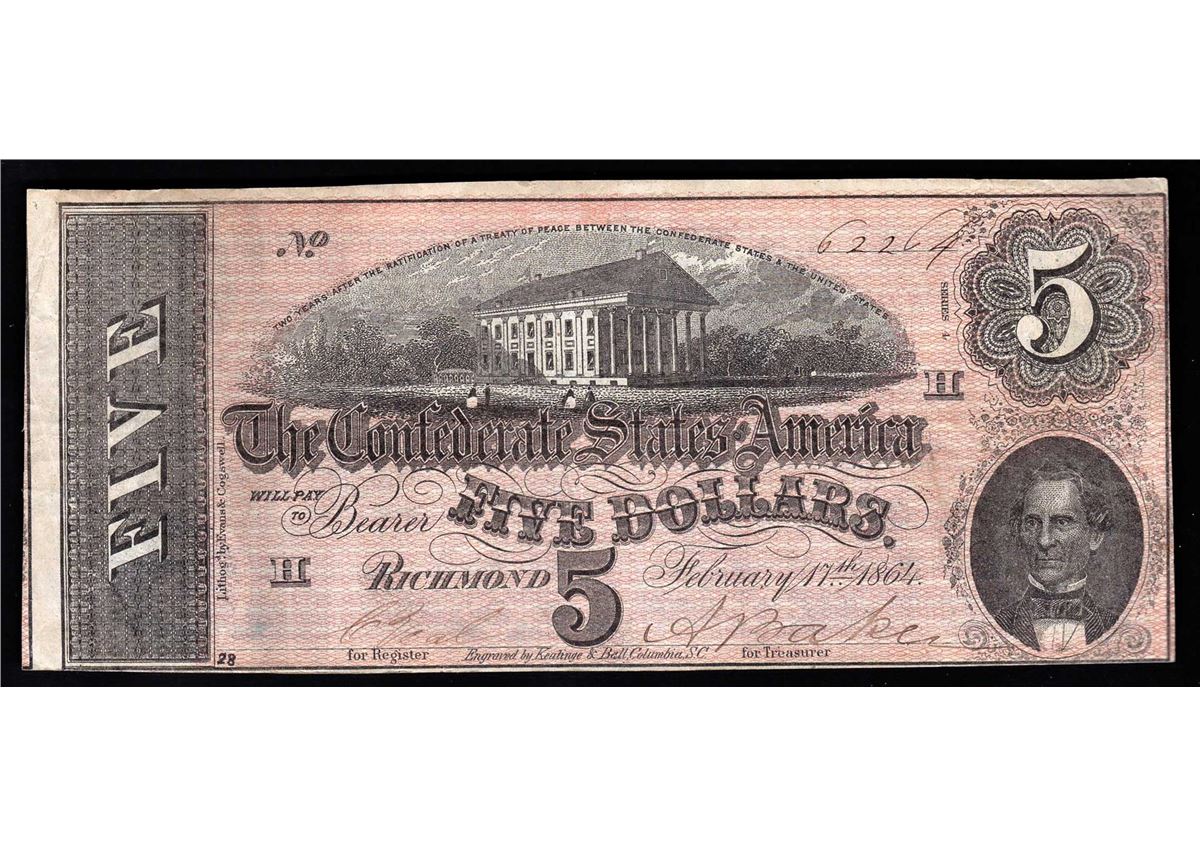 No 62264
TWO YEARS AFTER THE RATIFICATION OF A TREATY OF PEACE BETWEEN THE CONFEDERATE STATES & THE UNITED STATES
5
SERIES 4
H
FIVE
The Confederate States of America
WILL PAY TO Bearer FIVE DOLLARS.
Lithog'd by Evans & Cogswell
H
RICHMOND 5 February 17th 1864.
A Baker
28
for Register Engraved by Keatinge & Ball, Columbia, S.C. for Treasurer